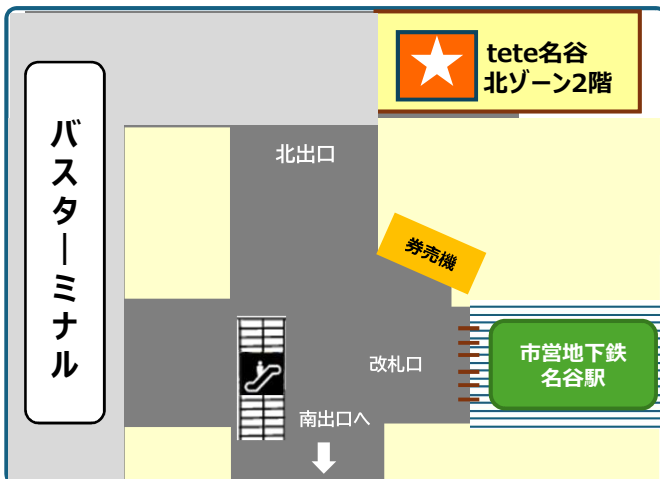 tete名谷
北ゾーン2階
バスターミナル
北出口
券売機
改札口
市営地下鉄
名谷駅
南出口へ